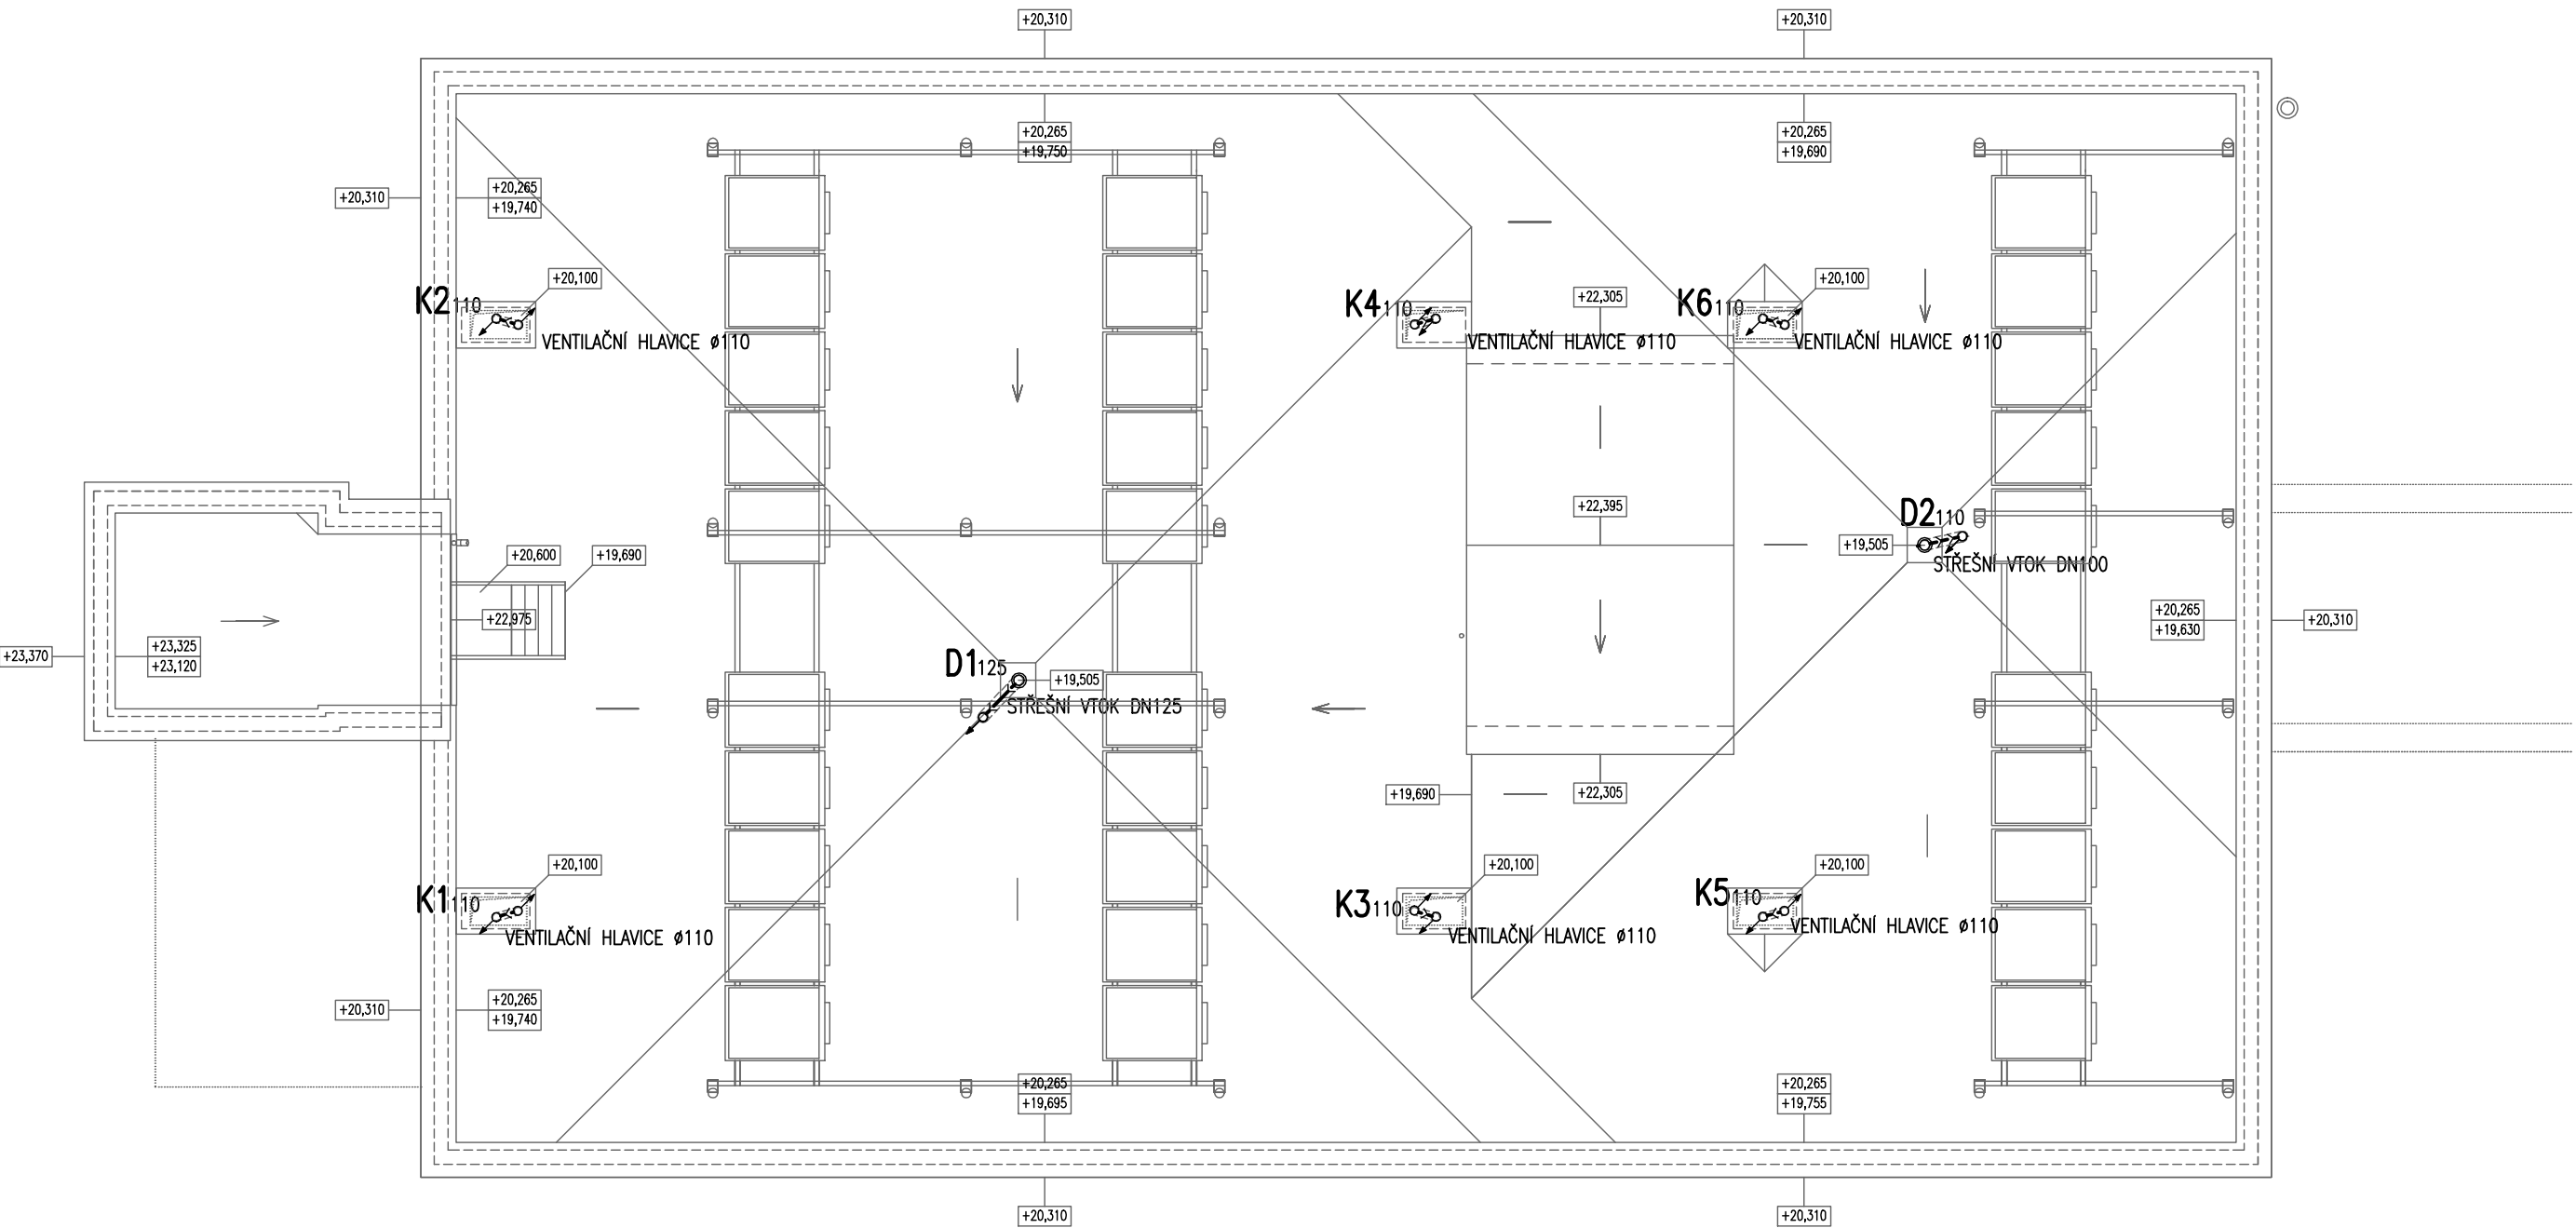 +20,310
+20,310
+20,265
+19,750
+20,265
+19,690
+20,310
+20,265
+19,740
+20,100
K2110
VENTILAČNÍ HLAVICE ø110
K4110
VENTILAČNÍ HLAVICE ø110
+22,305
K6110
+20,100
VENTILAČNÍ HLAVICE ø110
+22,395
D2110
+19,505
STŘEŠNÍ VTOK DN100
+20,600
+19,690
+22,975
+20,265
+19,630
+20,310
+23,370
+23,325
+23,120
D1125
+19,505
STŘEŠNÍ VTOK DN125
+19,690
+22,305
K1110
+20,100
VENTILAČNÍ HLAVICE ø110
K3110
+20,100
VENTILAČNÍ HLAVICE ø110
K5110
+20,100
VENTILAČNÍ HLAVICE ø110
+20,310
+20,265
+19,740
+20,265
+19,695
+20,265
+19,755
+20,310
+20,310